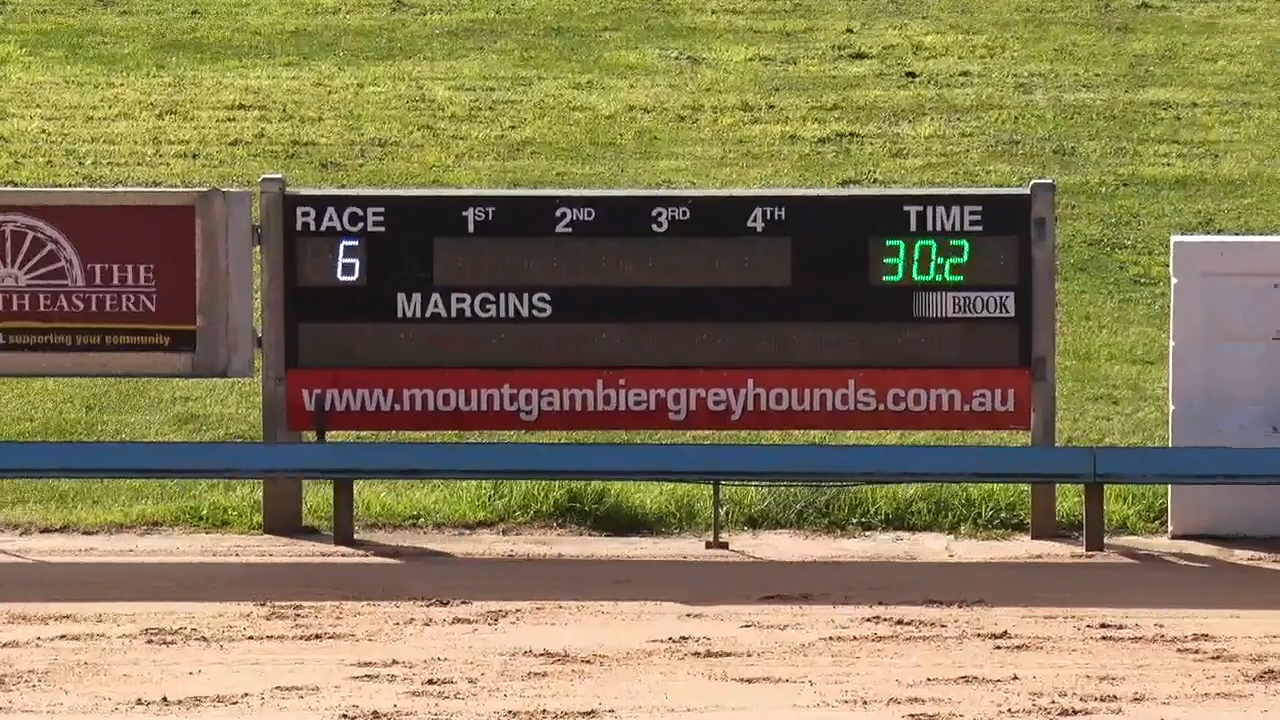 RACE 1ST 2ND 3RD 4TH TIME
6 30:2
MARGINS
BROOK
www.mountgambiergreyhounds.com.au
THE
TH EASTERN
supporting your community